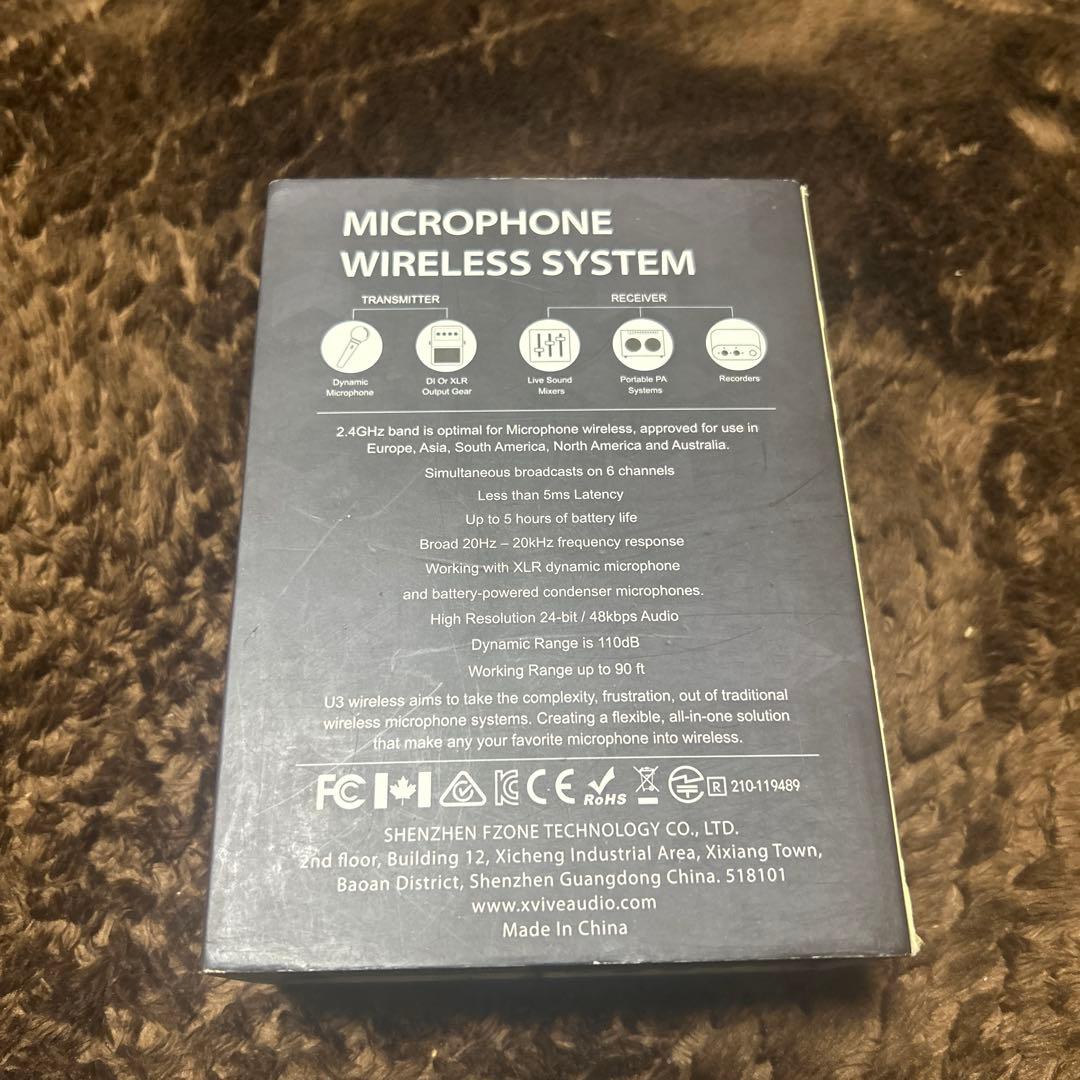 MICROPHONE
WIRELESS SYSTEM
TRANSMITTER
RECEIVER
Dynamic
Microphone
DI Or XLR
Output Gear
Live Sound
Mixers
Portable PA
Systems
Recorders
2.4GHz band is optimal for Microphone wireless, approved for use in
Europe, Asia, South America, North America and Australia.
Simultaneous broadcasts on 6 channels
Less than 5ms Latency
Up to 5 hours of battery life
Broad 20Hz – 20kHz frequency response
Working with XLR dynamic microphone
and battery-powered condenser microphones.
High Resolution 24-bit / 48kbps Audio
Dynamic Range is 110dB
Working Range up to 90 ft
U3 wireless aims to take the complexity, frustration, out of traditional
wireless microphone systems. Creating a flexible, all-in-one solution
that make any your favorite microphone into wireless.
FC CE RoHS R 210-119489
SHENZHEN FZONE TECHNOLOGY CO., LTD.
2nd floor, Building 12, Xicheng Industrial Area, Xixiang Town,
Baoan District, Shenzhen Guangdong China. 518101
www.xviveaudio.com
Made In China